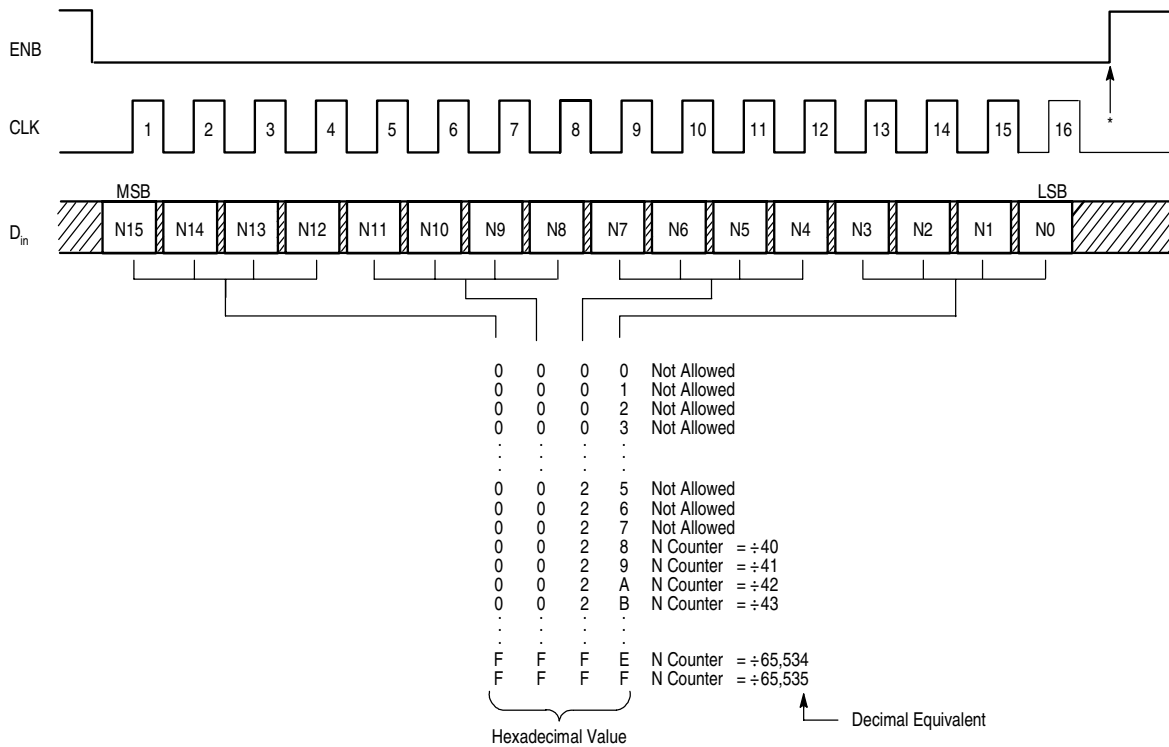 ENB
CLK 1 2 3 4 5 6 7 8 9 10 11 12 13 14 15 16 *
MSB LSB
Din N15 N14 N13 N12 N11 N10 N9 N8 N7 N6 N5 N4 N3 N2 N1 N0
0 0 0 0 Not Allowed
0 0 0 1 Not Allowed
0 0 0 2 Not Allowed
0 0 0 3 Not Allowed
. . . .
. . . .
. . . .
0 0 2 5 Not Allowed
0 0 2 6 Not Allowed
0 0 2 7 Not Allowed
0 0 2 8 N Counter = ÷40
0 0 2 9 N Counter = ÷41
0 0 2 A N Counter = ÷42
0 0 2 B N Counter = ÷43
. . . .
. . . .
. . . .
F F F E N Counter = ÷65,534
F F F F N Counter = ÷65,535
Decimal Equivalent
Hexadecimal Value